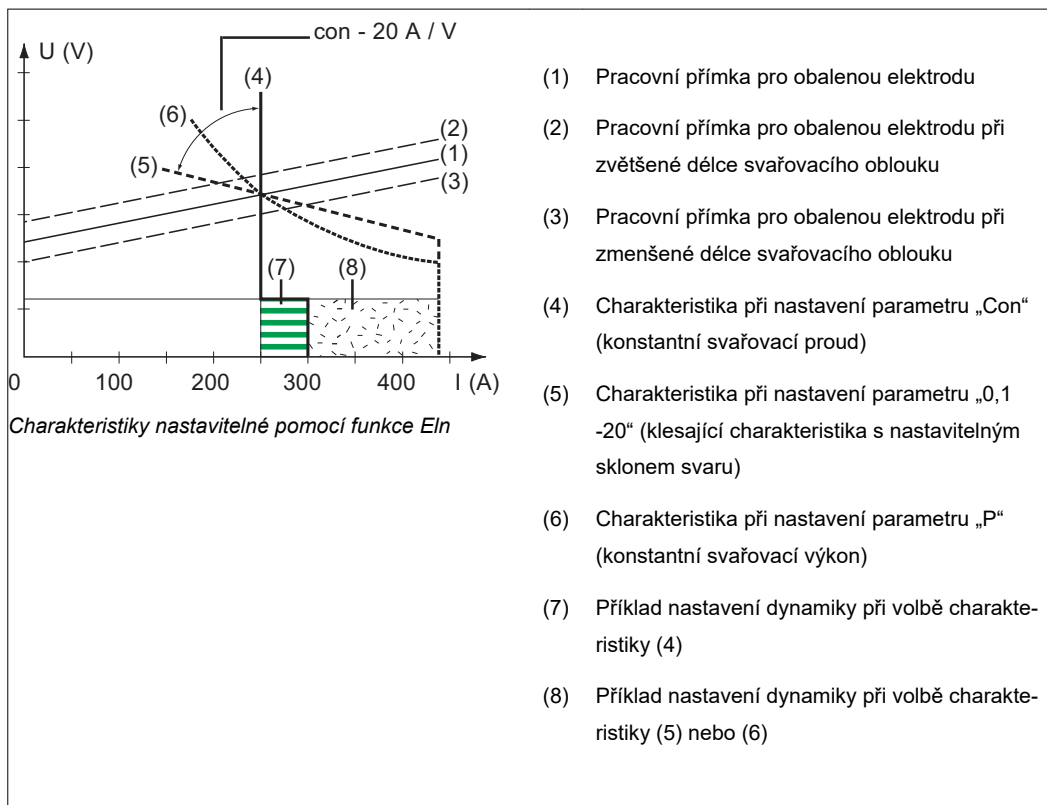 con - 20 A / V
U (V)
(4)
(6)
(2)
(5)
(1)
(3)
(7)
(8)
0
100
200
300
400
I (A)
Charakteristiky nastavitelné pomocí funkce Eln
(1) Pracovní přímka pro obalenou elektrodu
(2) Pracovní přímka pro obalenou elektrodu při
zvětšené délce svařovacího oblouku
(3) Pracovní přímka pro obalenou elektrodu při
zmenšené délce svařovacího oblouku
(4) Charakteristika při nastavení parametru „Con“
(konstantní svařovací proud)
(5) Charakteristika při nastavení parametru „0,1
-20“ (klesající charakteristika s nastavitelným
sklonem svaru)
(6) Charakteristika při nastavení parametru „P“
(konstantní svařovací výkon)
(7) Příklad nastavení dynamiky při volbě charakte-
ristiky (4)
(8) Příklad nastavení dynamiky při volbě charakte-
ristiky (5) nebo (6)